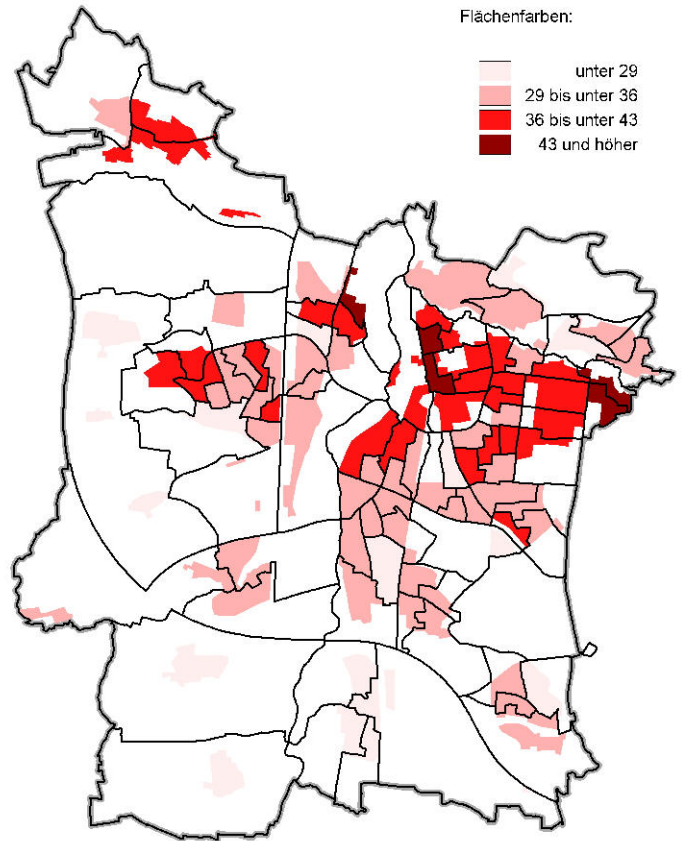 Flächenfarben:
unter 29
29 bis unter 36
36 bis unter 43
43 und höher